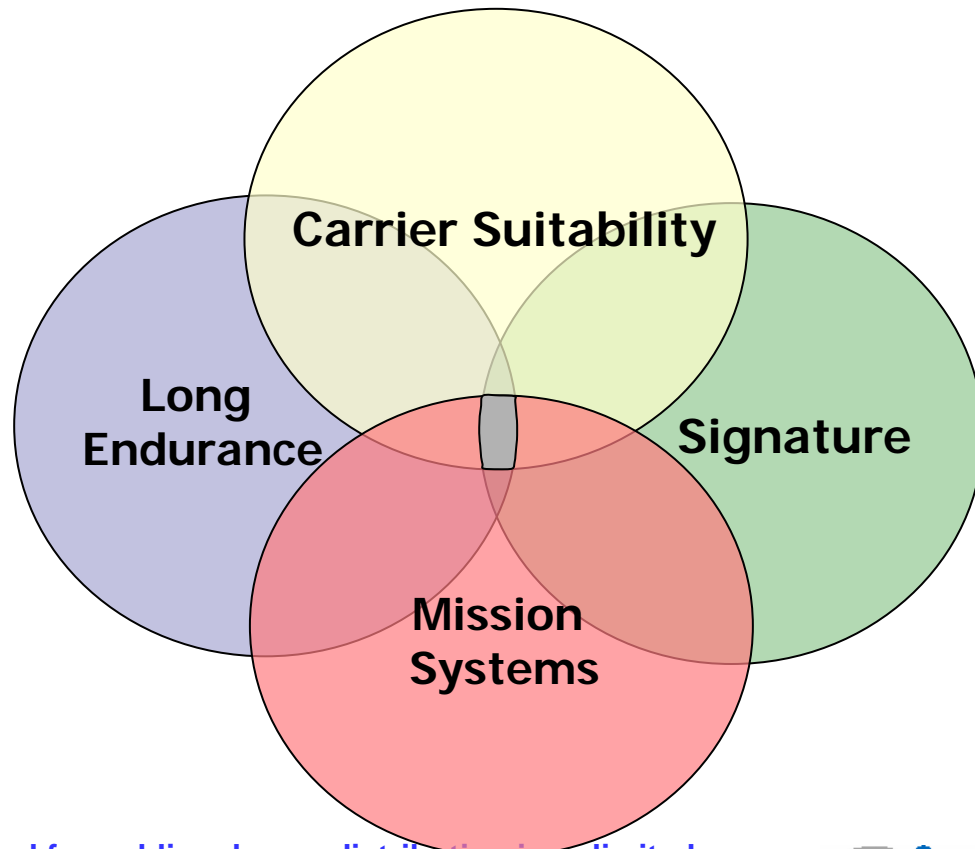 Carrier Suitability
Long
Endurance
Signature
Mission
Systems